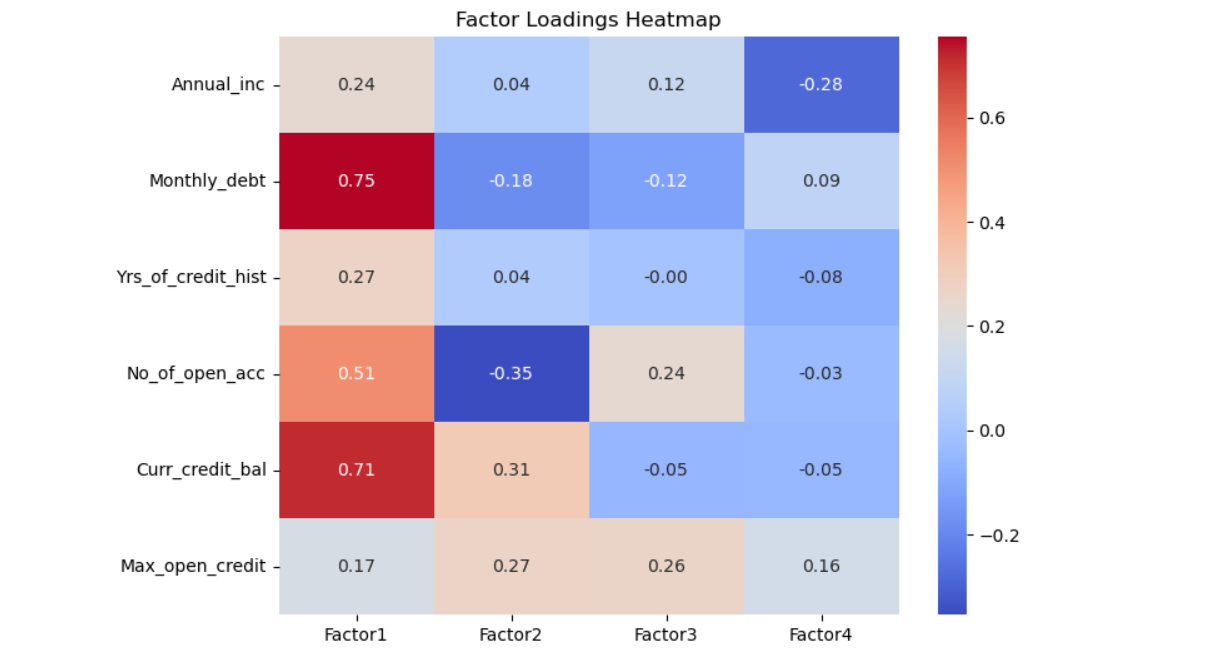 Factor Loadings Heatmap
Annual_inc 0.24 0.04 0.12 -0.28
0.6
Monthly_debt 0.75 -0.18 -0.12 0.09
0.4
Yrs_of_credit_hist 0.27 0.04 -0.00 -0.08
0.2
No_of_open_acc 0.51 -0.35 0.24 -0.03
0.0
Curr_credit_bal 0.71 0.31 -0.05 -0.05
−0.2
Max_open_credit 0.17 0.27 0.26 0.16
Factor1 Factor2 Factor3 Factor4